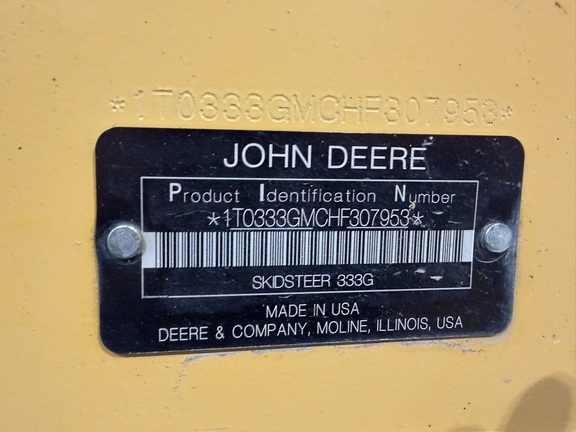 *1T0333GMCHF307953*
JOHN DEERE
Product Identification Number
*1T0333GMCHF307953*
SKIDSTEER 333G
MADE IN USA
DEERE & COMPANY, MOLINE, ILLINOIS, USA